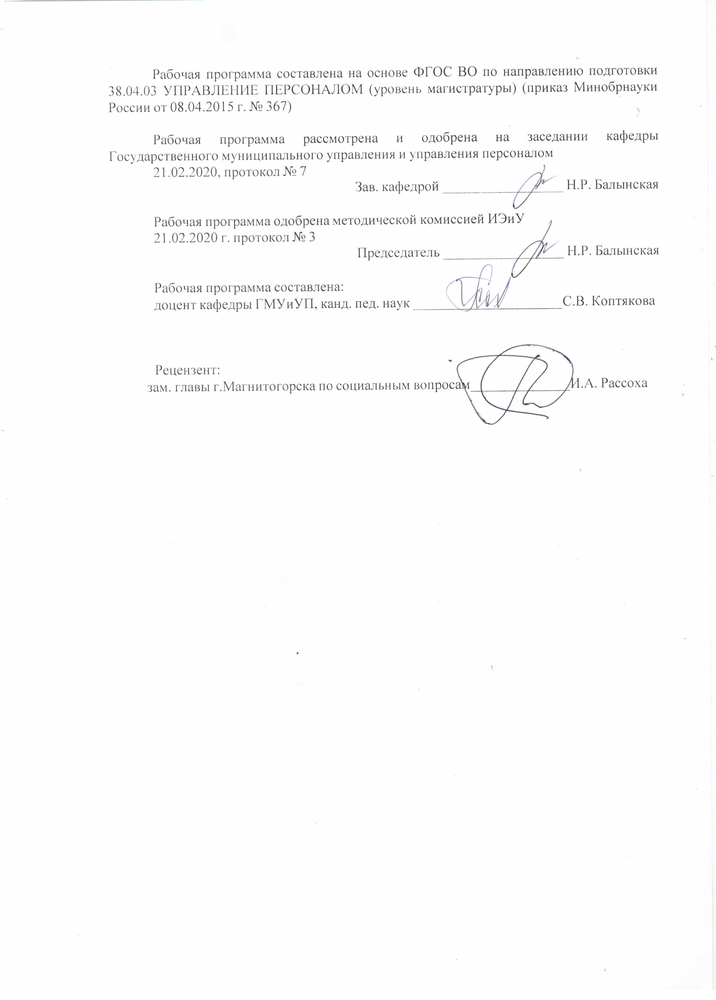 Рабочая программа составлена на основе ФГОС ВО по направлению подготовки
38.04.03 УПРАВЛЕНИЕ ПЕРСОНАЛОМ (уровень магистратуры) (приказ Минобрнауки
России от 08.04.2015 г. № 367)
Рабочая программа рассмотрена и одобрена на заседании кафедры
Государственного муниципального управления и управления персоналом
21.02.2020, протокол № 7
Зав. кафедрой _________________ Н.Р. Балынская
Рабочая программа одобрена методической комиссией ИЭиУ
21.02.2020 г. протокол № 3
Председатель _________________ Н.Р. Балынская
Рабочая программа составлена:
доцент кафедры ГМУиУП, канд. пед. наук _____________________С.В. Коптякова
Рецензент:
зам. главы г.Магнитогорска по социальным вопросам______________И.А. Рассоха